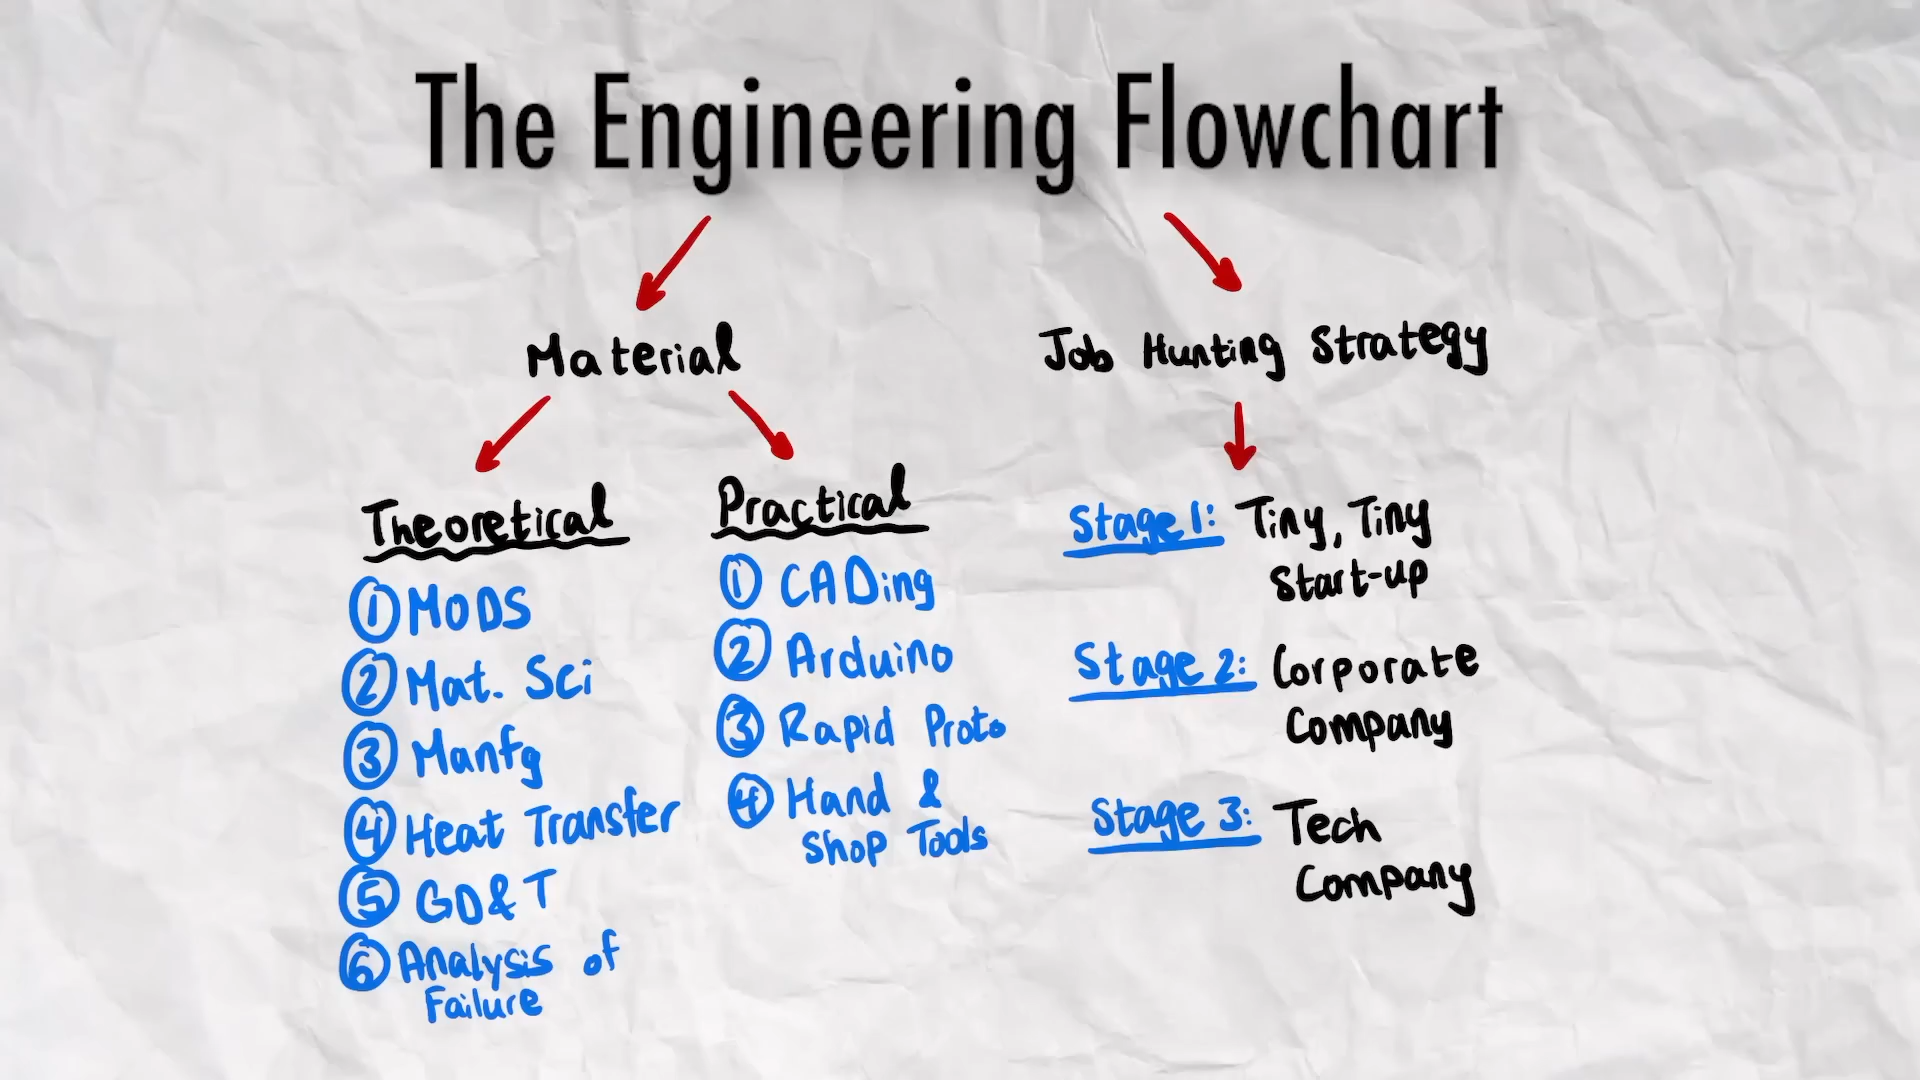 The Engineering Flowchart
Material
Job Hunting Strategy
Theoretical
① MoDS
② Mat. Sci
③ Manfg
④ Heat Transfer
⑤ GD&T
⑥ Analysis of
Failure
Practical
① CADing
② Arduino
③ Rapid Proto
④ Hand &
Shop Tools
Stage 1: Tiny, Tiny
Start-up
Stage 2: Corporate
Company
Stage 3: Tech
Company